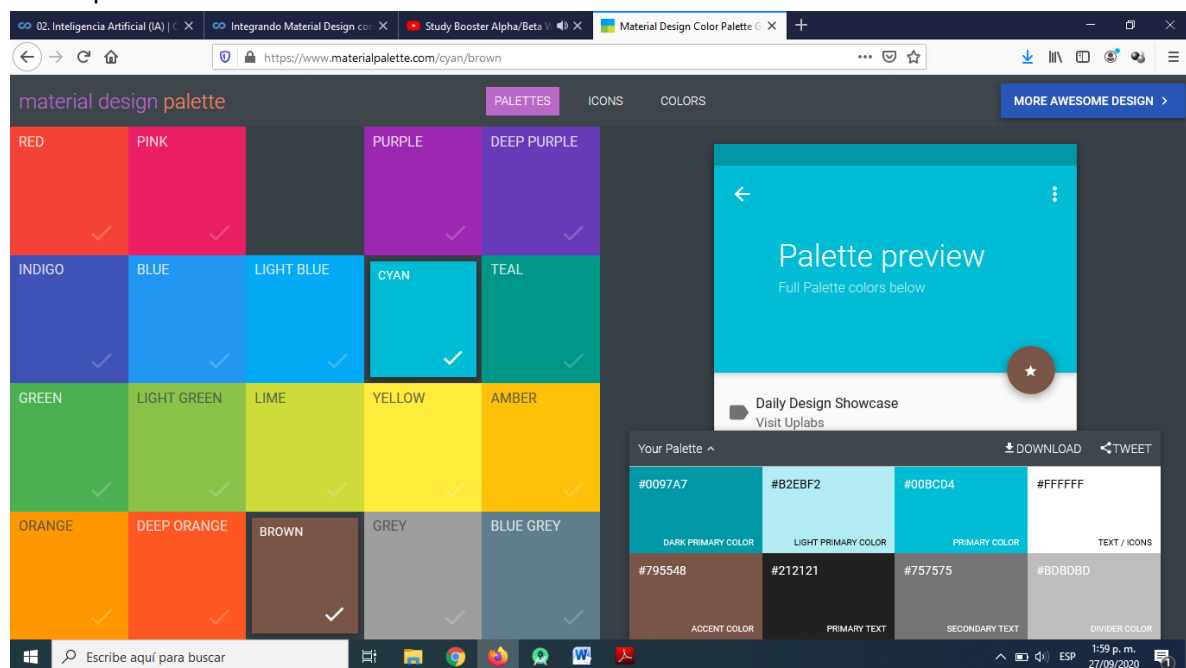 02. Inteligencia Artificial (IA) | C
Integrando Material Design con
Study Booster Alpha/Beta
Material Design Color Palette G
https://www.materialpalette.com/cyan/brown
material design palette
PALETTES
ICONS
COLORS
MORE AWESOME DESIGN >
RED
PINK
PURPLE
DEEP PURPLE
INDIGO
BLUE
LIGHT BLUE
CYAN
TEAL
GREEN
LIGHT GREEN
LIME
YELLOW
AMBER
ORANGE
DEEP ORANGE
BROWN
GREY
BLUE GREY
Palette preview
Full Palette colors below
Daily Design Showcase
Visit Uplabs
Your Palette
DOWNLOAD
TWEET
#0097A7
DARK PRIMARY COLOR
#B2EBF2
LIGHT PRIMARY COLOR
#00BCD4
PRIMARY COLOR
#FFFFFF
TEXT / ICONS
#795548
ACCENT COLOR
#212121
PRIMARY TEXT
#757575
SECONDARY TEXT
#BDBDBD
DIVIDER COLOR
Escribe aquí para buscar
ESP
1:59 p. m.
27/09/2020